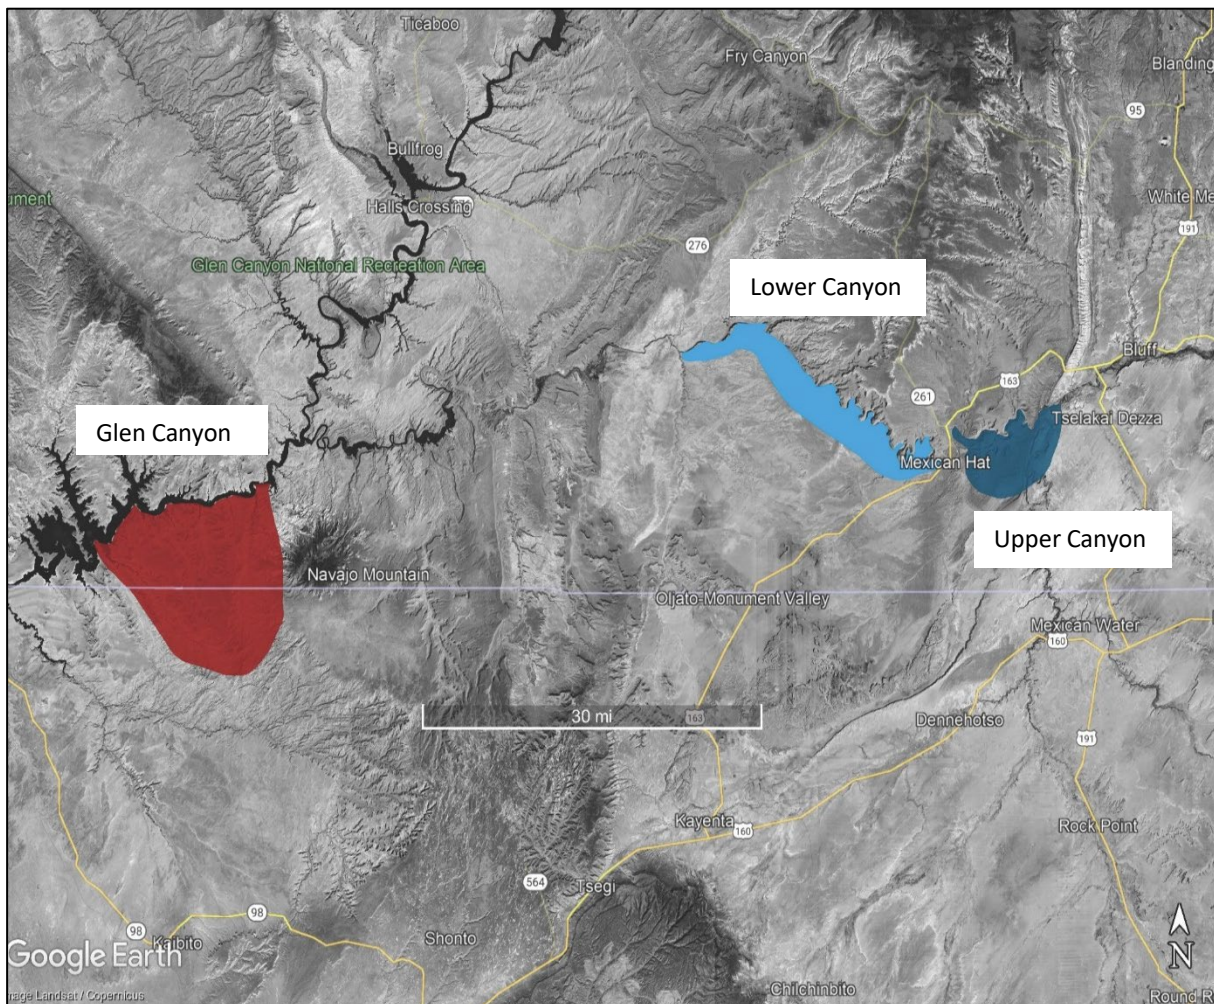 Ticaboo
Fry Canyon
Blanding
95
Bullfrog
ument
Halls Crossing
White Me
191
276
Glen Canyon National Recreation Area
Lower Canyon
Bluff
163
261
Glen Canyon
Tselakai Dezza
Mexican Hat
Upper Canyon
Navajo Mountain
Oljato-Monument Valley
Mexican Water
160
30 mi
163
Dennehotso
191
Kayenta
160
Rock Point
564
Tsegi
98
98
Kaibito
Shonto
Google Earth
N
Chilchinbito
mage Landsat / Copernicus
Round R